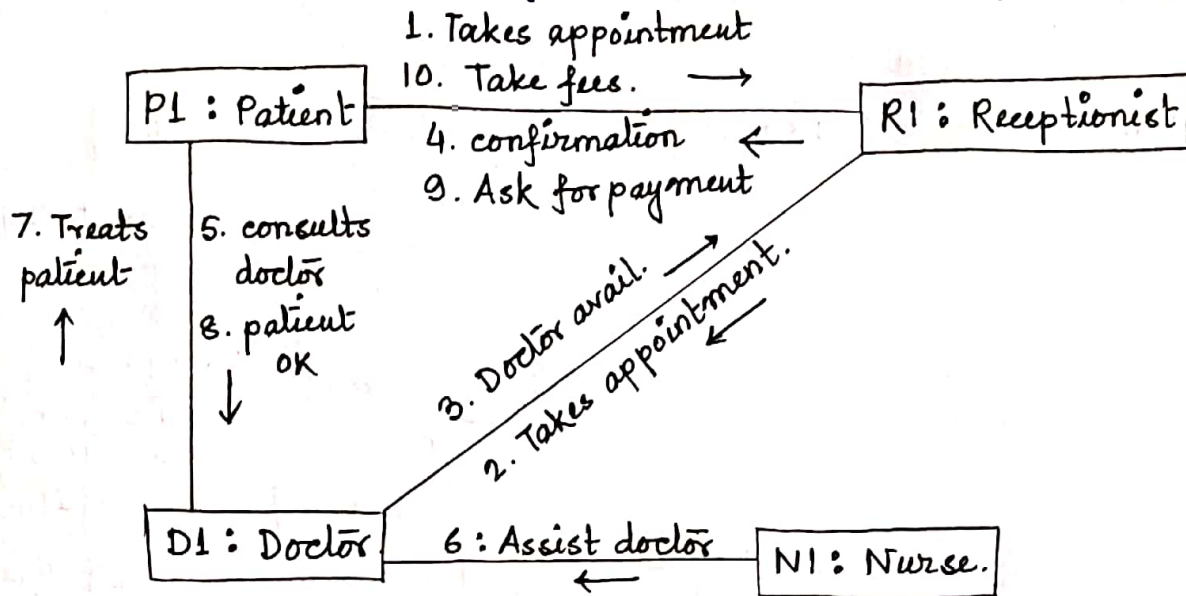 1. Takes appointment
10. Take fees. →
P1 : Patient
R1 : Receptionist
4. confirmation ←
9. Ask for payment
7. Treats
patient
↑
5. consults
doctor
8. patient
OK
↓
3. Doctor avail. →
2. Takes appointment. ←
D1 : Doctor
6 : Assist doctor
←
N1 : Nurse.